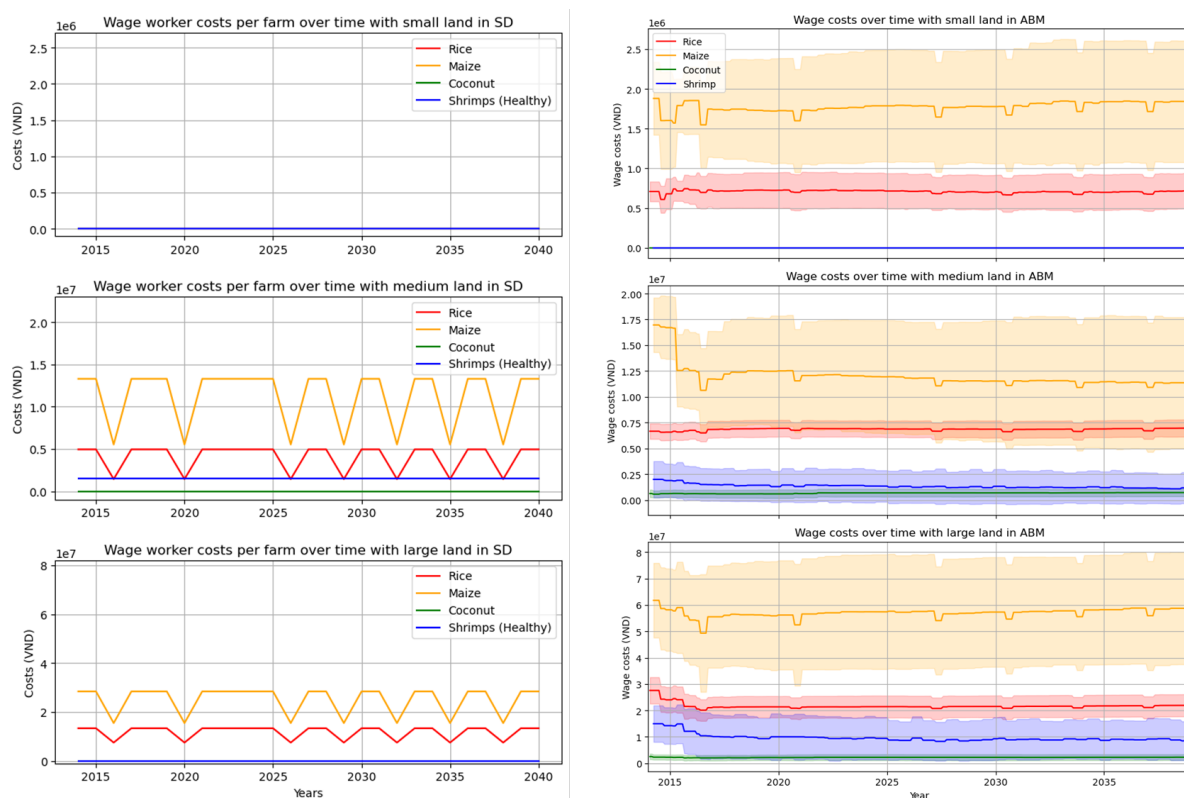 Wage worker costs per farm over time with small land in SD
1e6
Costs (VND)
2.5
2.0
1.5
1.0
0.5
0.0
Rice
Maize
Coconut
Shrimps (Healthy)
2015 2020 2025 2030 2035 2040
Wage worker costs per farm over time with medium land in SD
1e7
Costs (VND)
2.0
1.5
1.0
0.5
0.0
Rice
Maize
Coconut
Shrimps (Healthy)
2015 2020 2025 2030 2035 2040
Wage worker costs per farm over time with large land in SD
1e7
Costs (VND)
8
6
4
2
0
Rice
Maize
Coconut
Shrimps (Healthy)
2015 2020 2025 2030 2035 2040
Years
Wage costs over time with small land in ABM
1e6
Wage costs (VND)
2.5
2.0
1.5
1.0
0.5
0.0
Rice
Maize
Coconut
Shrimp
Wage costs over time with medium land in ABM
1e7
Wage costs (VND)
2.00
1.75
1.50
1.25
1.00
0.75
0.50
0.25
0.00
Wage costs over time with large land in ABM
1e7
Wage costs (VND)
8
7
6
5
4
3
2
1
0
2015 2020 2025 2030 2035
Year